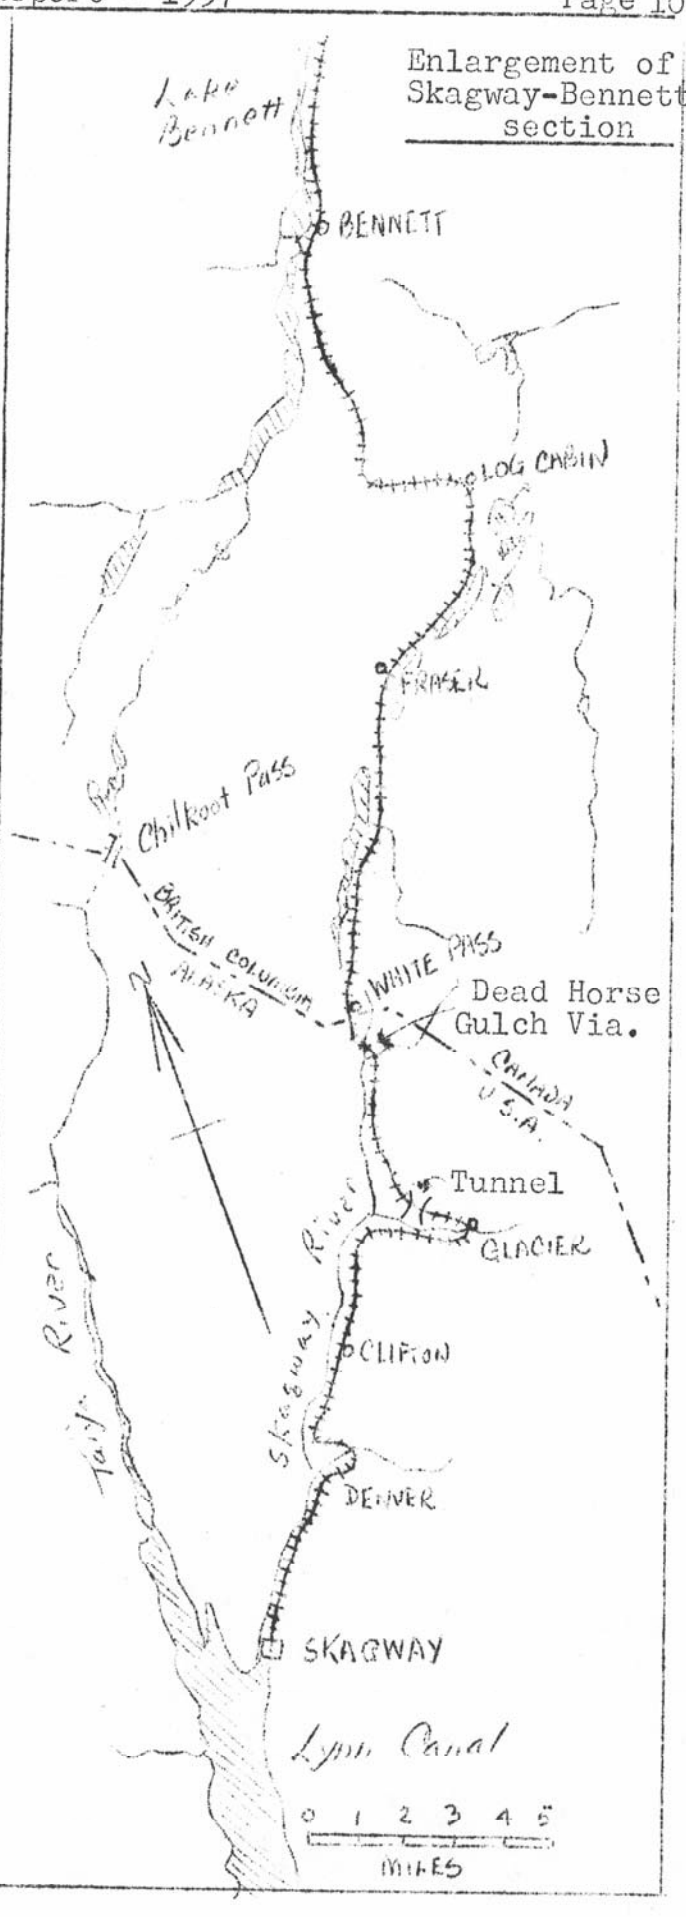 1957
Page 10
Enlargement of
Skagway-Bennett
section
Lake
Bennett
BENNETT
LOG CABIN
FRASER
Chilkoot Pass
BRITISH COLUMBIA
ALASKA
WHITE PASS
N
Dead Horse
Gulch Via.
CANADA
U.S.A.
Tunnel
GLACIER
Skagway River
Taiya River
CLIFTON
DENVER
SKAGWAY
Lynn Canal
0 1 2 3 4 5
MILES